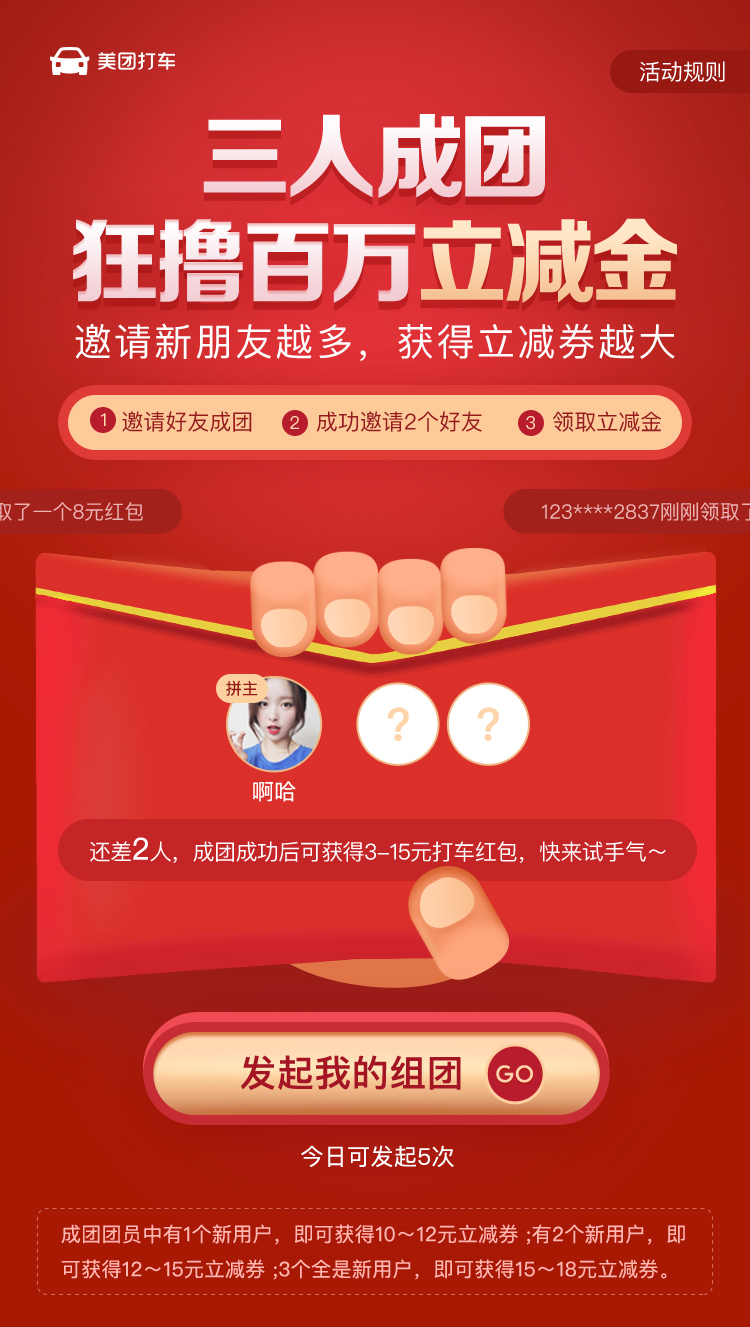 美团打车
活动规则
三人成团
狂撸百万立减金
邀请新朋友越多，获得立减券越大
1 邀请好友成团 2 成功邀请2个好友 3 领取立减金
取了一个8元红包
123****2837刚刚领取了
拼主
? ?
啊哈
还差2人，成团成功后可获得3-15元打车红包，快来试手气～
发起我的组团 GO
今日可发起5次
成团团员中有1个新用户，即可获得10～12元立减券 ;有2个新用户，即
可获得12～15元立减券 ;3个全是新用户，即可获得15～18元立减券。